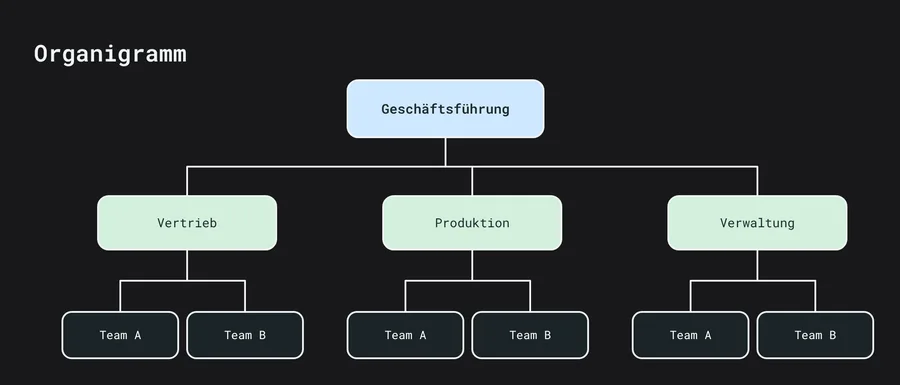 Organigramm
Geschäftsführung
Vertrieb
Produktion
Verwaltung
Team A
Team B
Team A
Team B
Team A
Team B